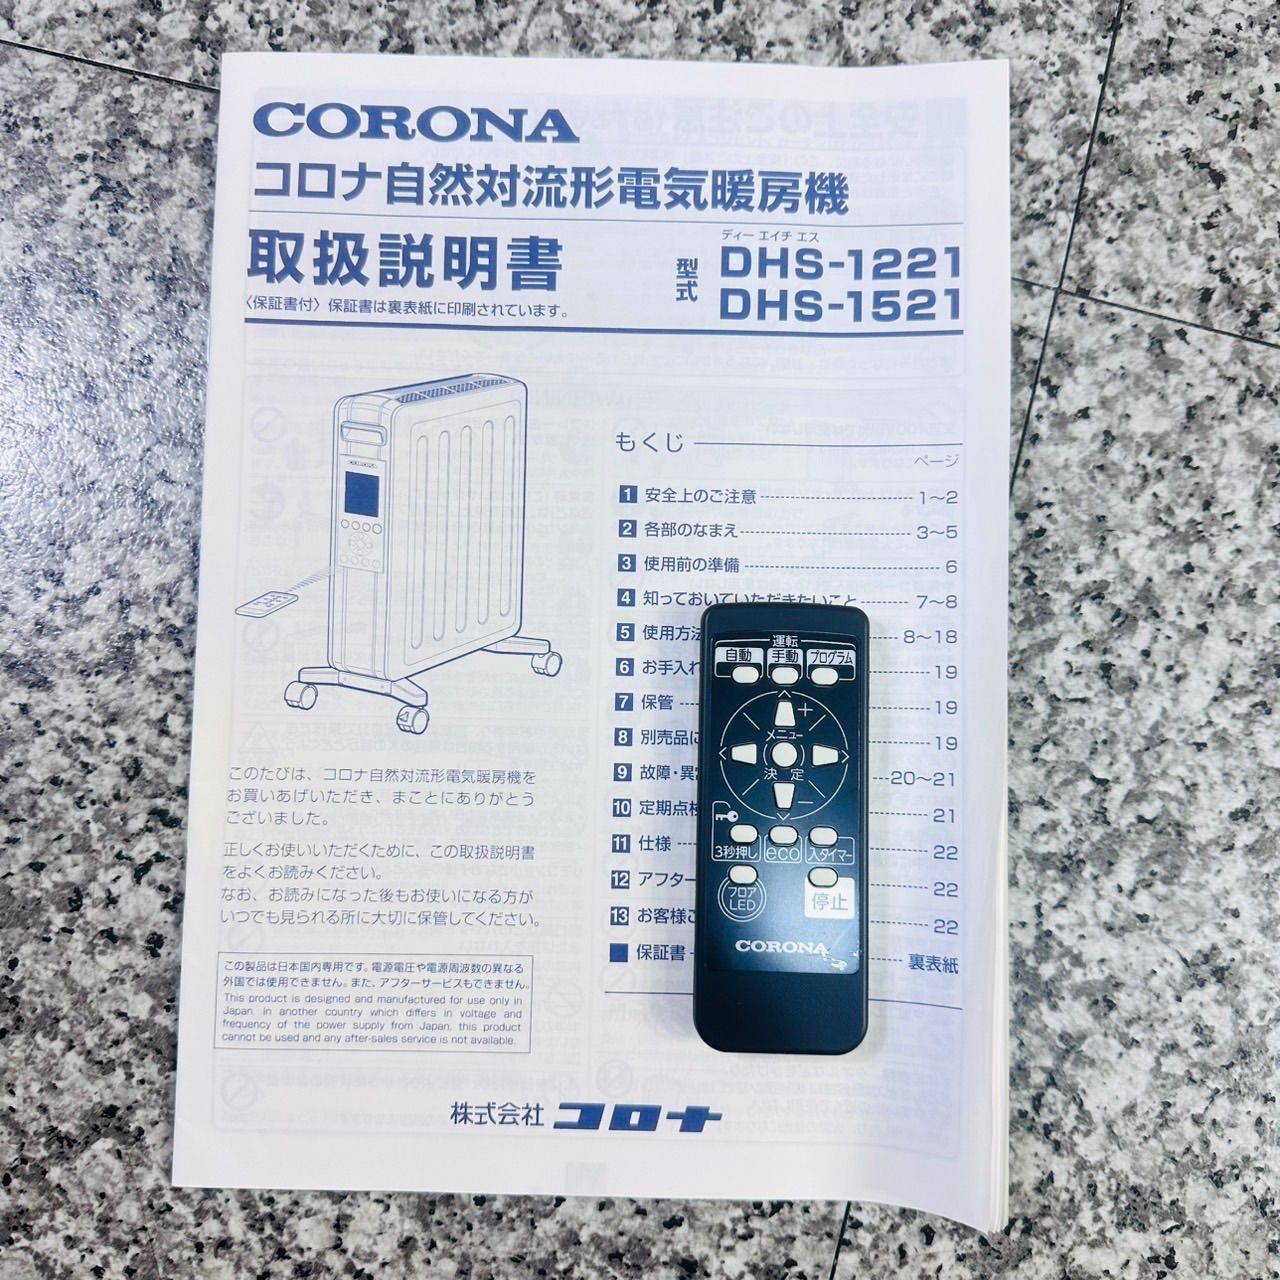 CORONA
コロナ自然対流形電気暖房機
取扱説明書
〈保証書付〉保証書は裏表紙に印刷されています。
型式
ディー エイチ エス
DHS-1221
DHS-1521
CORONA
もくじ
ページ
1 安全上のご注意 1~2
2 各部のなまえ 3~5
3 使用前の準備 6
4 知っておいていただきたいこと 7~8
5 使用方法 8~18
6 お手入れ 19
7 保管 19
8 別売品に 19
9 故障・異常 20~21
10 定期点検 21
11 仕様 22
12 アフター 22
13 お客様ご 22
保証書 裏表紙
このたびは、コロナ自然対流形電気暖房機を
お買いあげいただき、まことにありがとう
ございました。
正しくお使いいただくために、この取扱説明書
をよくお読みください。
なお、お読みになった後もお使いになる方が
いつでも見られる所に大切に保管してください。
この製品は日本国内専用です。電源電圧や電源周波数の異なる
外国では使用できません。また、アフターサービスもできません。
This product is designed and manufactured for use only in
Japan. In another country which differs in voltage and
frequency of the power supply from Japan, this product
cannot be used and any after-sales service is not available.
株式会社 コロナ
運転
自動 手動 プログラム
+
メニュー
決定
−
3秒押し eco 入タイマー
フロア
LED
停止
CORONA